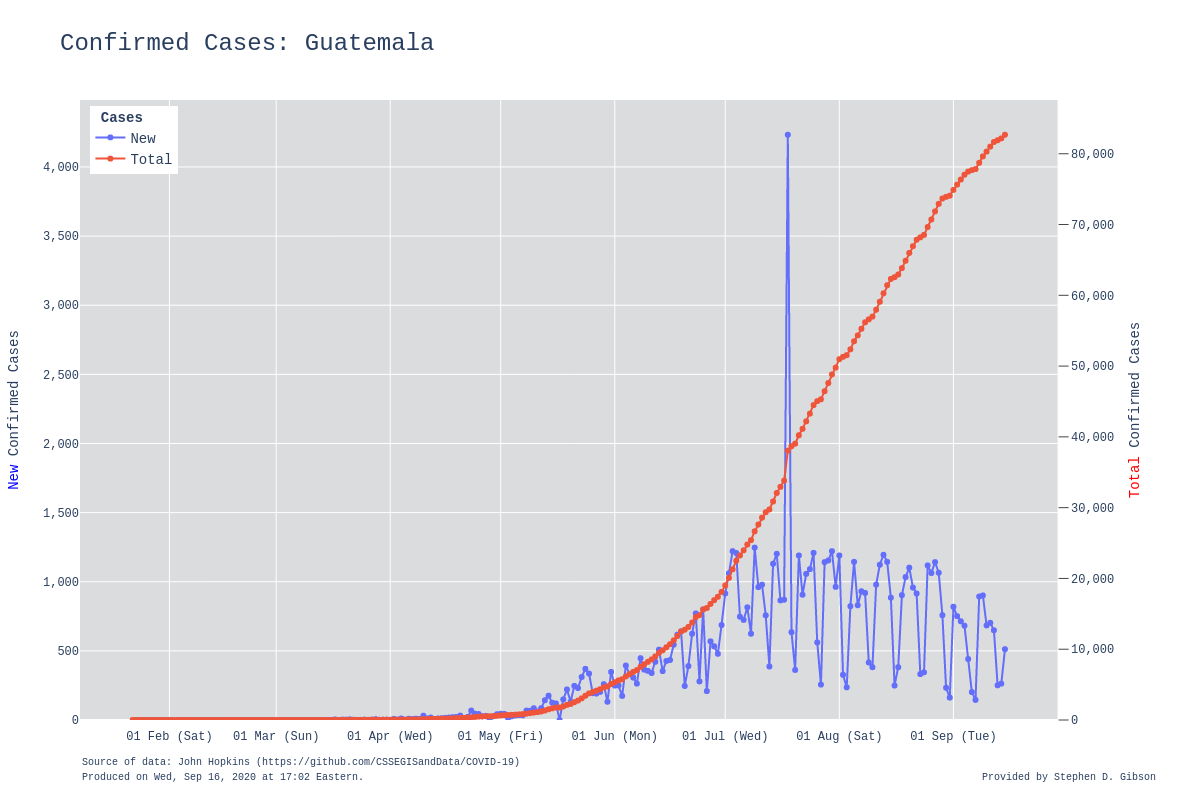 Confirmed Cases: Guatemala
Cases
New
Total
4,000
3,500
3,000
2,500
2,000
1,500
1,000
500
0
80,000
70,000
60,000
50,000
40,000
30,000
20,000
10,000
0
New Confirmed Cases
Total Confirmed Cases
01 Feb (Sat) 01 Mar (Sun) 01 Apr (Wed) 01 May (Fri) 01 Jun (Mon) 01 Jul (Wed) 01 Aug (Sat) 01 Sep (Tue)
Source of data: John Hopkins (https://github.com/CSSEGISandData/COVID-19)
Produced on Wed, Sep 16, 2020 at 17:02 Eastern.
Provided by Stephen D. Gibson